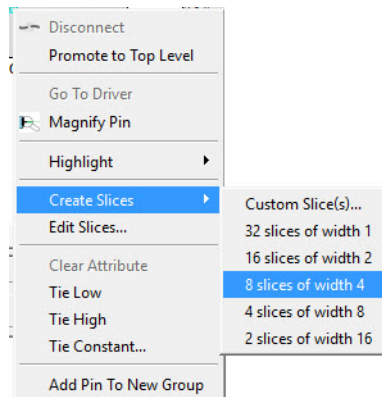 Disconnect
Promote to Top Level
Go To Driver
Magnify Pin
Highlight
Create Slices
Edit Slices...
Clear Attribute
Tie Low
Tie High
Tie Constant...
Add Pin To New Group
Custom Slice(s)...
32 slices of width 1
16 slices of width 2
8 slices of width 4
4 slices of width 8
2 slices of width 16